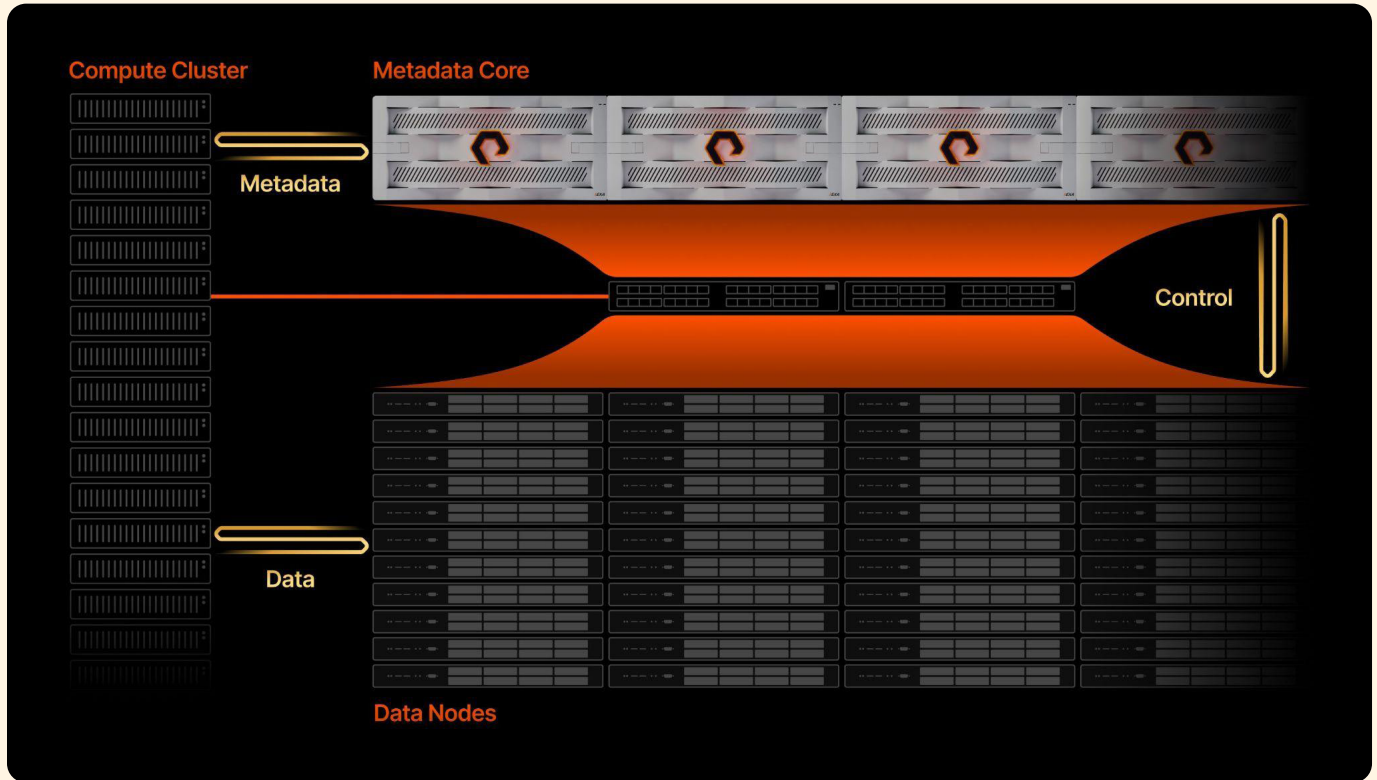 Compute Cluster
Metadata Core
Metadata
Control
Data
Data Nodes